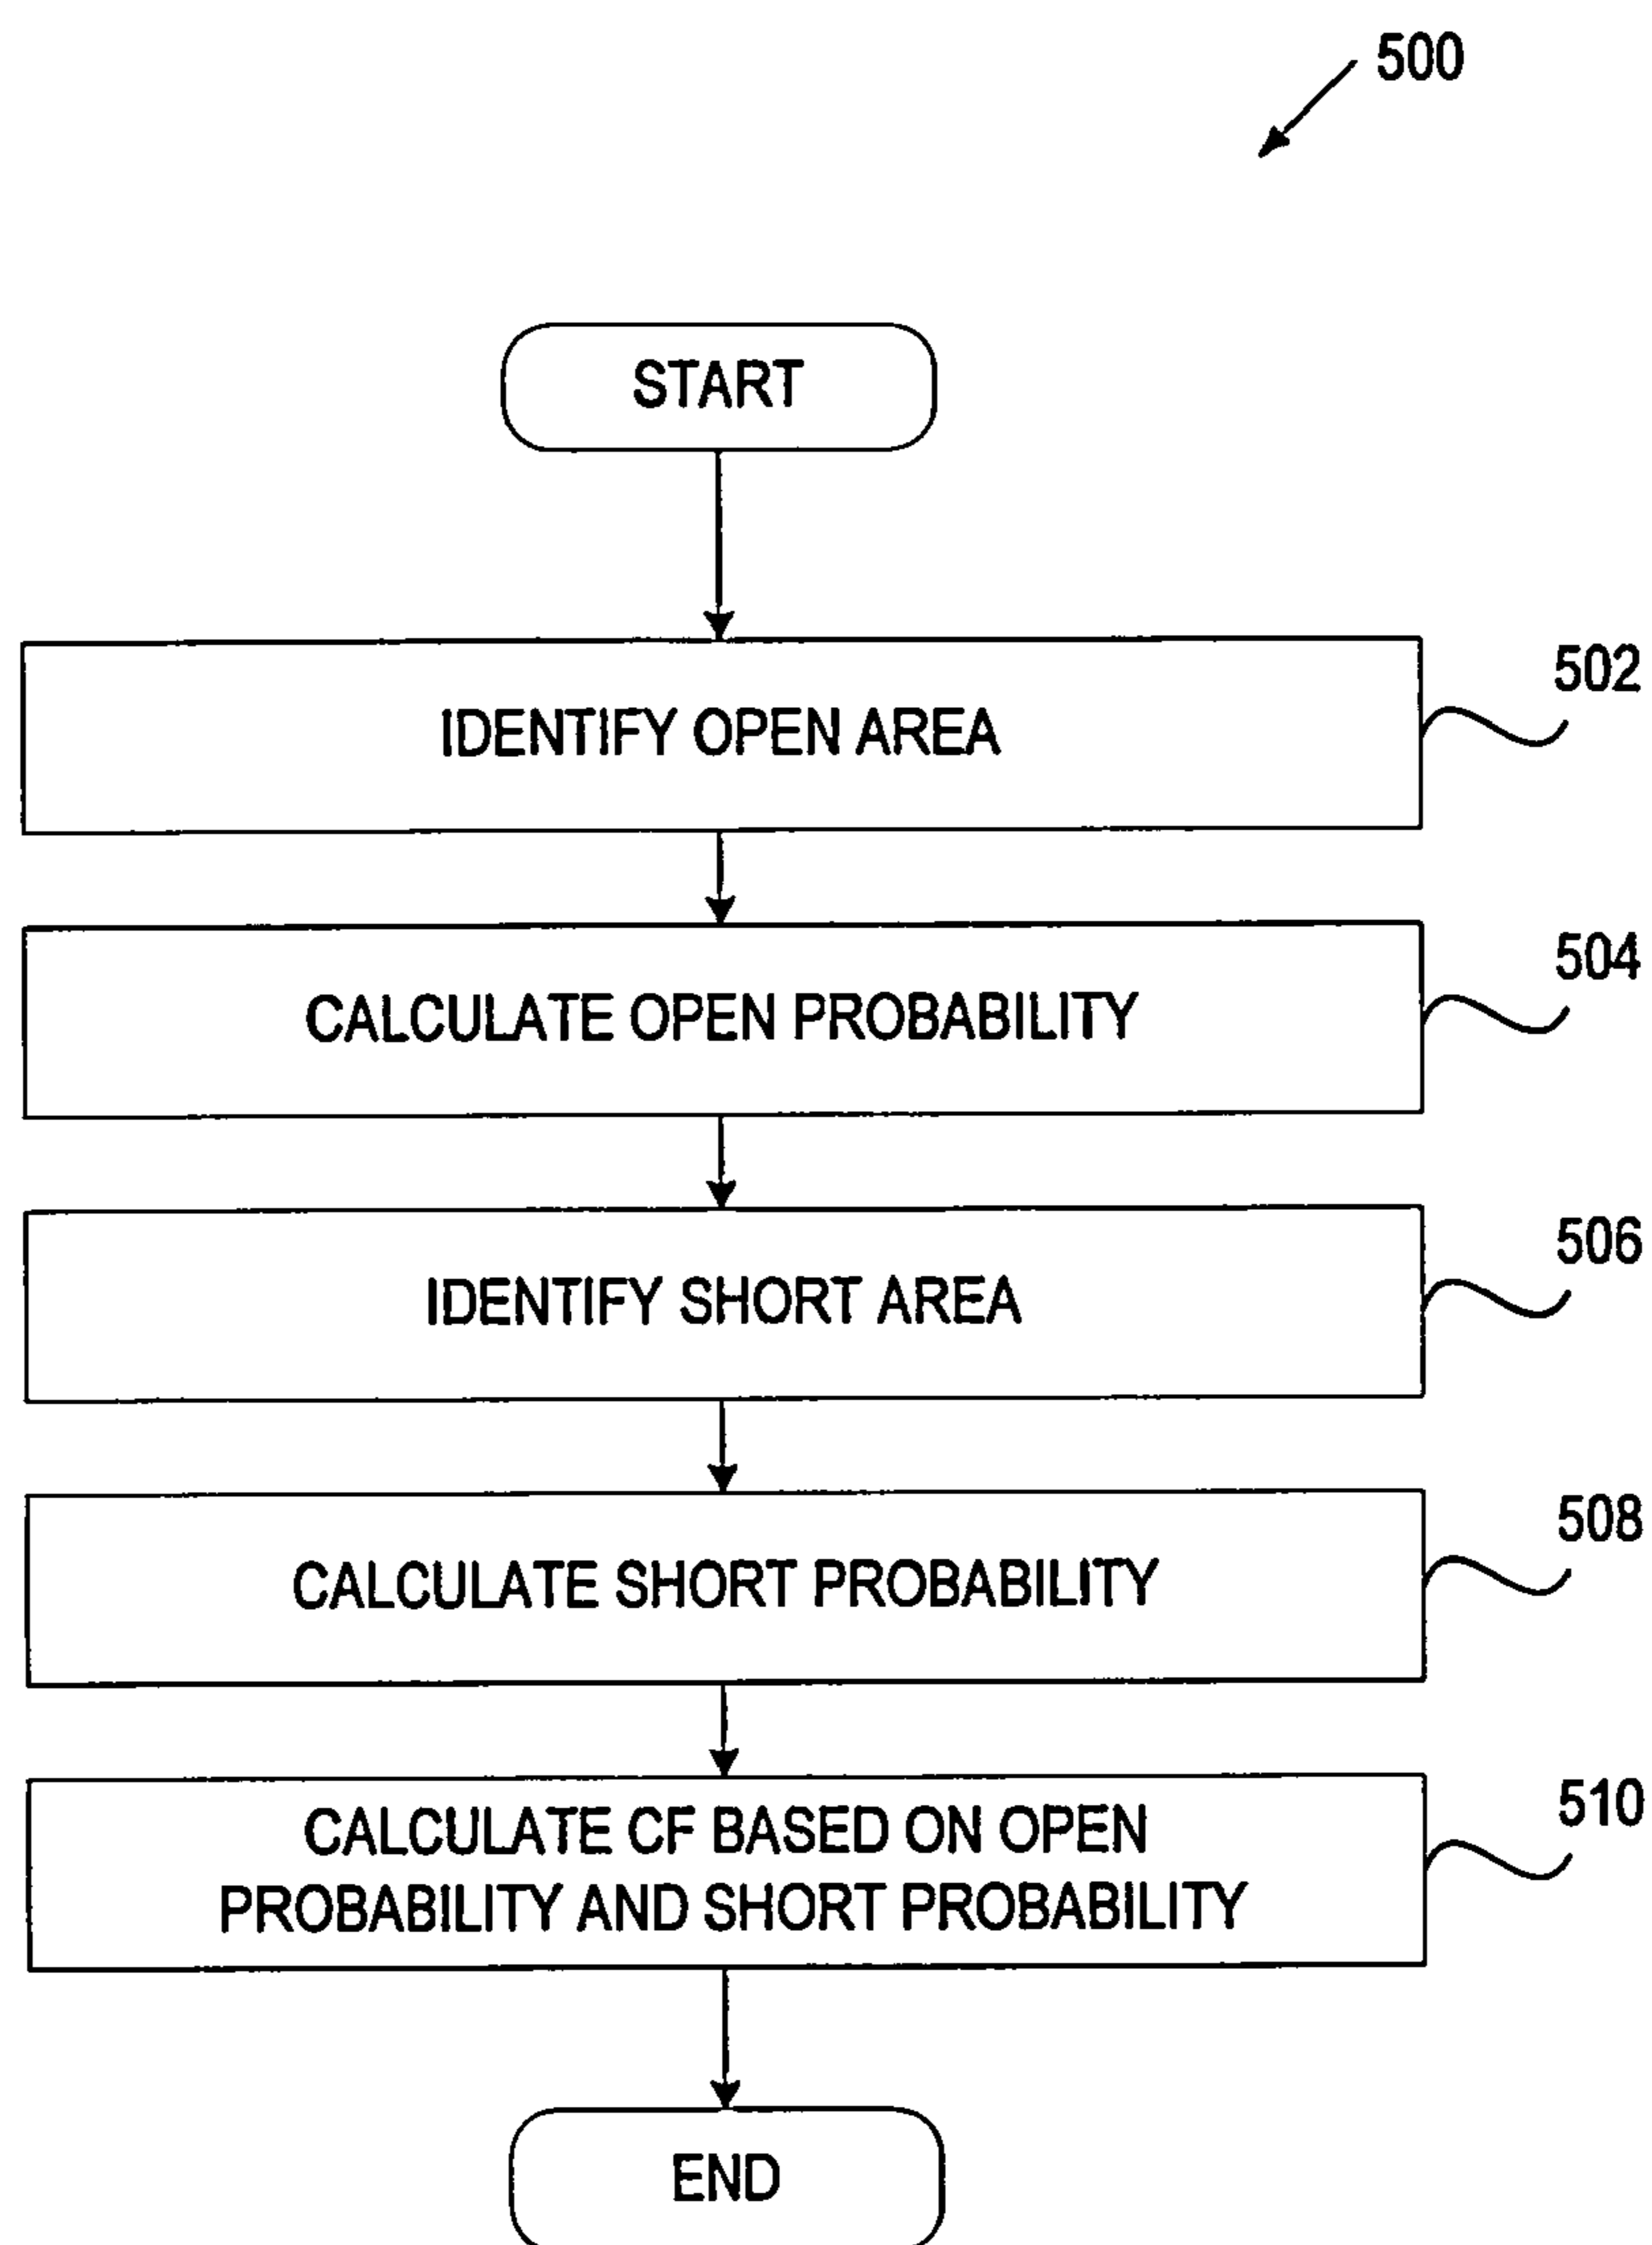 500
START
IDENTIFY OPEN AREA
502
CALCULATE OPEN PROBABILITY
504
IDENTIFY SHORT AREA
506
CALCULATE SHORT PROBABILITY
508
CALCULATE CF BASED ON OPEN
PROBABILITY AND SHORT PROBABILITY
510
END